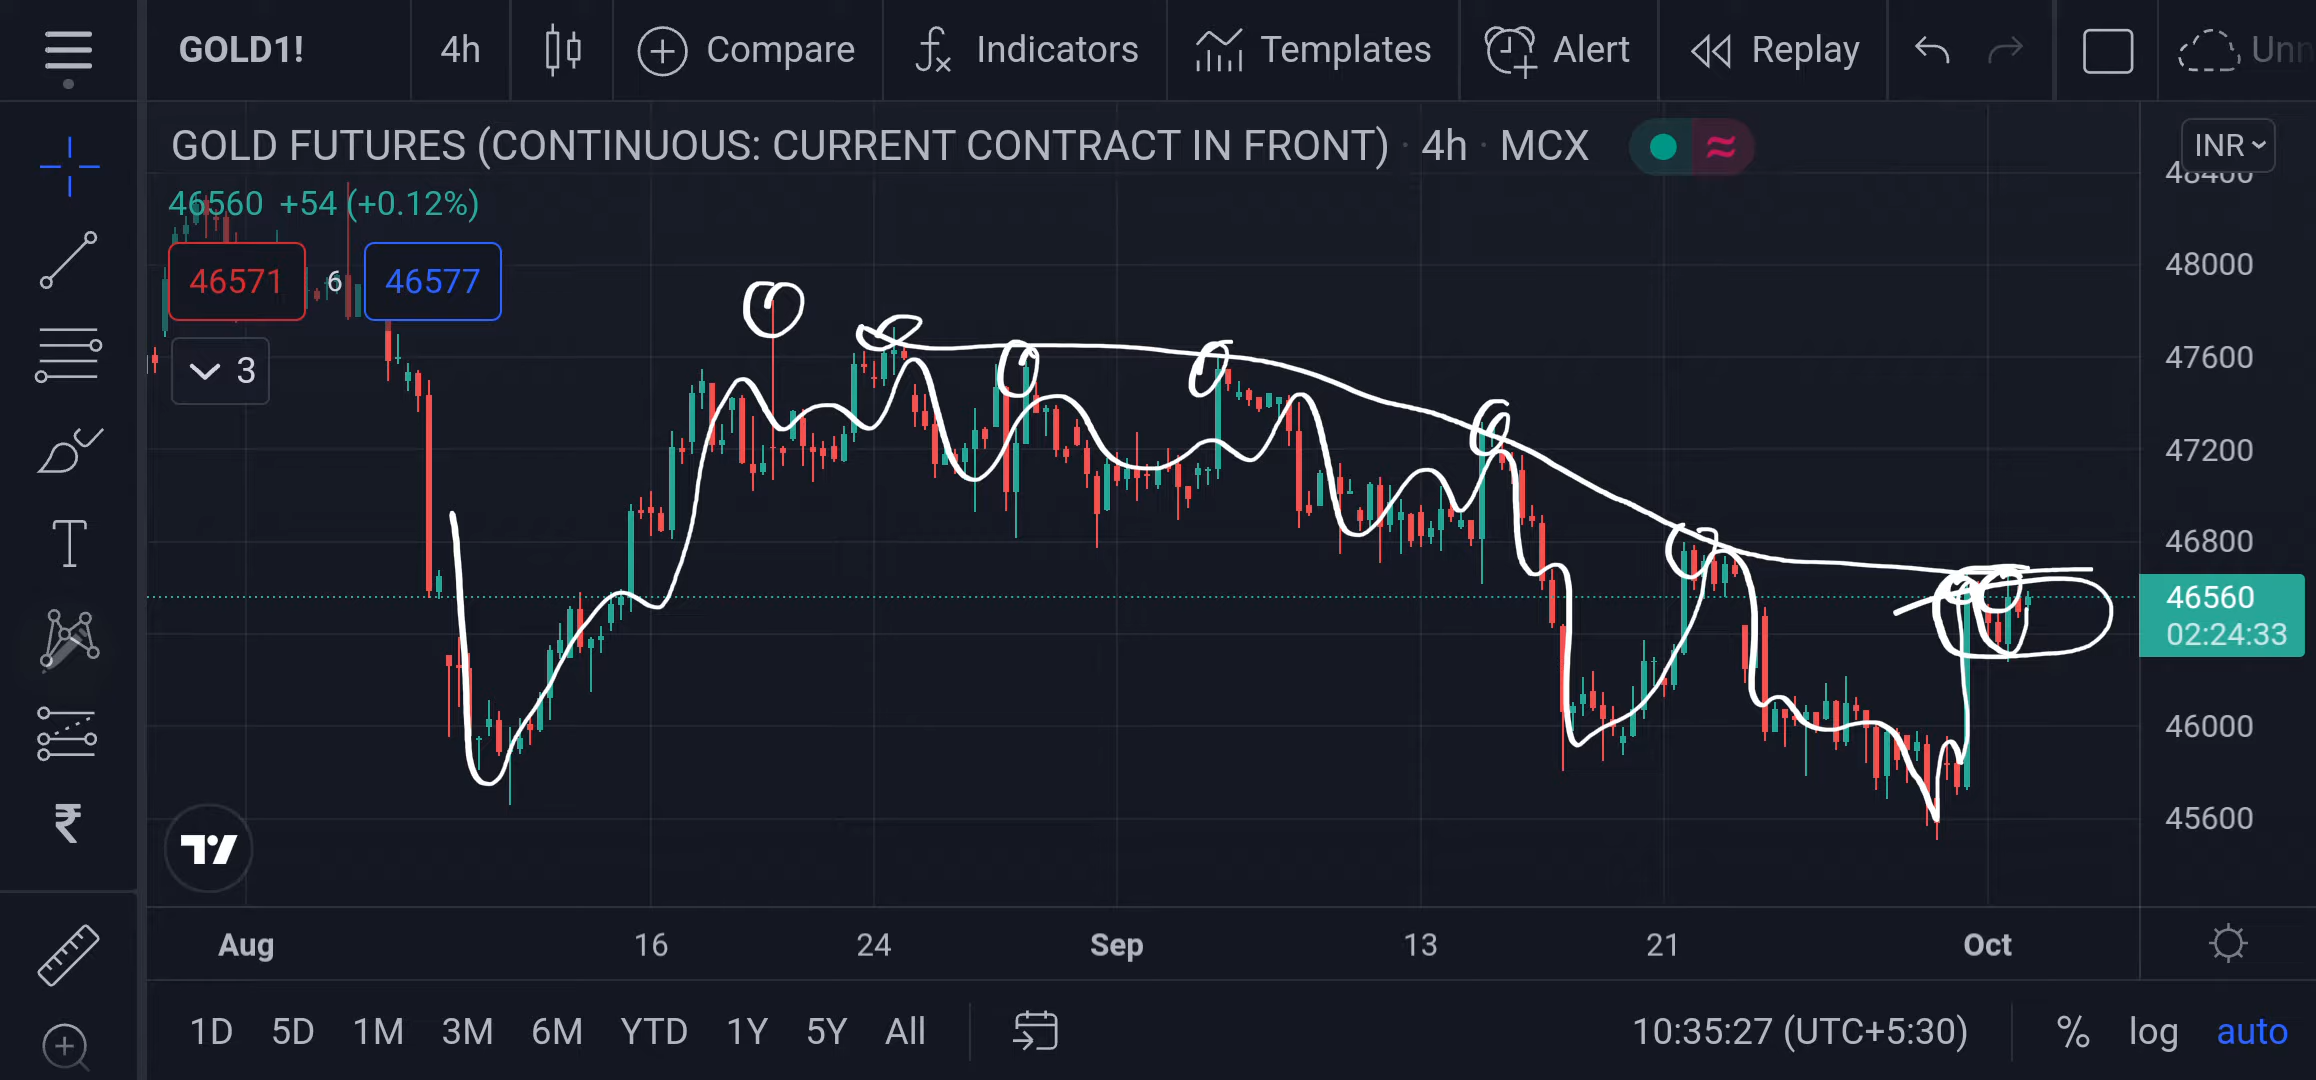 GOLD1! 4h Compare Indicators Templates Alert Replay
GOLD FUTURES (CONTINUOUS: CURRENT CONTRACT IN FRONT) · 4h · MCX
INR
46560 +54 (+0.12%)
46571 6 46577
3
48400
48000
47600
47200
46800
46560
02:24:33
46000
45600
Aug 16 24 Sep 13 21 Oct
1D 5D 1M 3M 6M YTD 1Y 5Y All 10:35:27 (UTC+5:30) % log auto